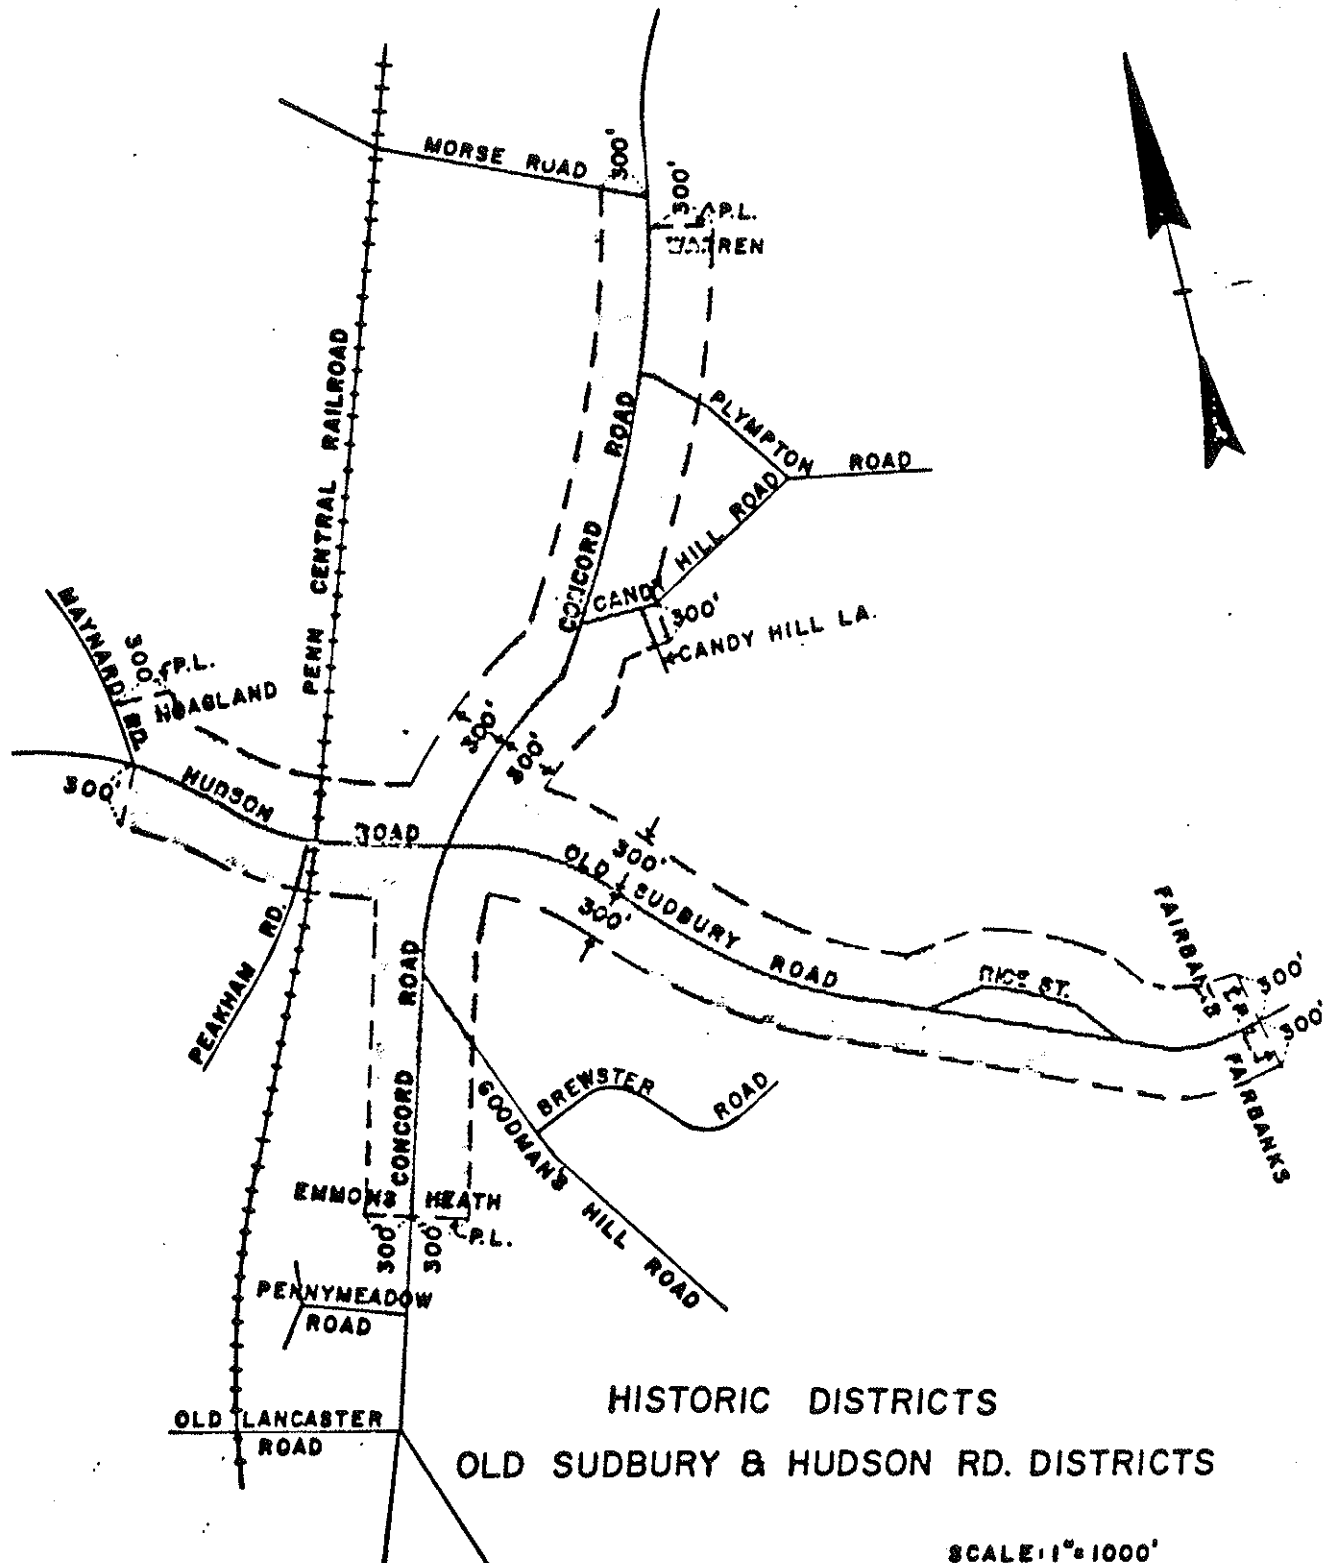 MORSE ROAD
300'
300'
P.L.
WARREN
PENN CENTRAL RAILROAD
CONCORD ROAD
PLYMPTON ROAD
CANDY HILL ROAD
300'
CANDY HILL LA.
MAYNARD RD.
300'
P.L.
HOAGLAND
300'
300'
300'
HUDSON ROAD
OLD SUDBURY ROAD
300'
300'
PEAKHAM RD.
RICE ST.
FAIRBANKS
300'
300'
FAIRBANKS
CONCORD ROAD
GOODMAN'S HILL ROAD
BREWSTER ROAD
EMMONS
HEATH
300'
300'
P.L.
PENNYMEADOW
ROAD
OLD LANCASTER
ROAD
HISTORIC DISTRICTS
OLD SUDBURY & HUDSON RD. DISTRICTS
SCALE: 1"=1000'